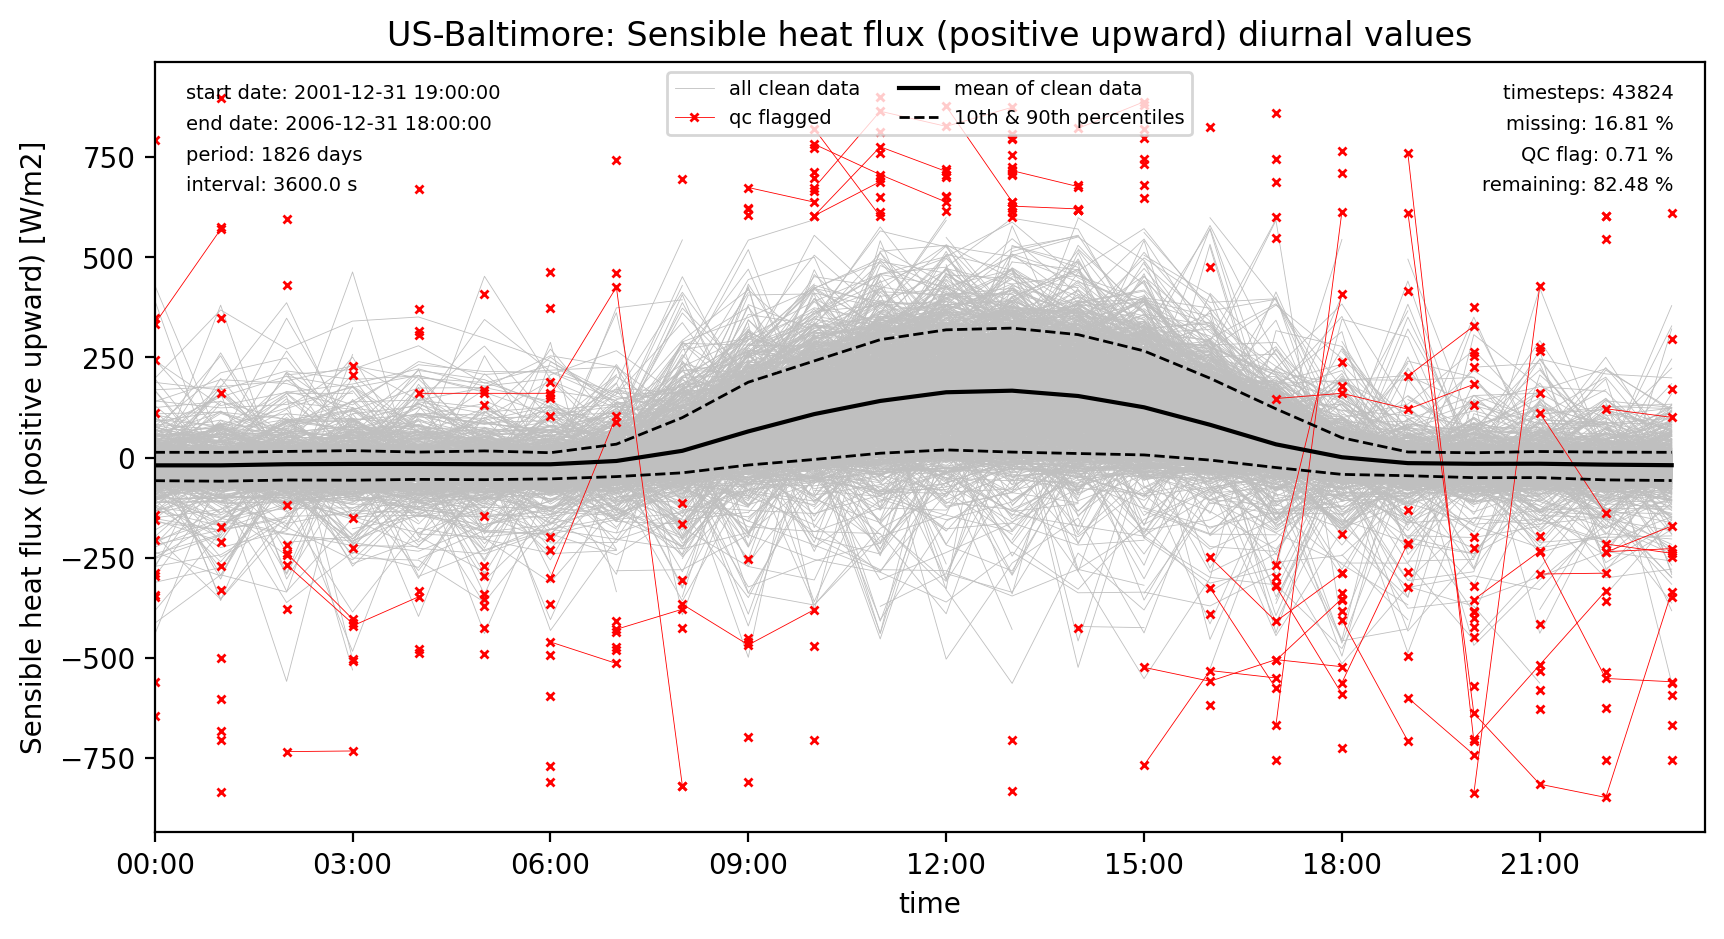 US-Baltimore: Sensible heat flux (positive upward) diurnal values
start date: 2001-12-31 19:00:00
end date: 2006-12-31 18:00:00
period: 1826 days
interval: 3600.0 s
all clean data
qc flagged
mean of clean data
10th & 90th percentiles
timesteps: 43824
missing: 16.81 %
QC flag: 0.71 %
remaining: 82.48 %
Sensible heat flux (positive upward) [W/m2]
750
500
250
0
−250
−500
−750
00:00 03:00 06:00 09:00 12:00 15:00 18:00 21:00
time